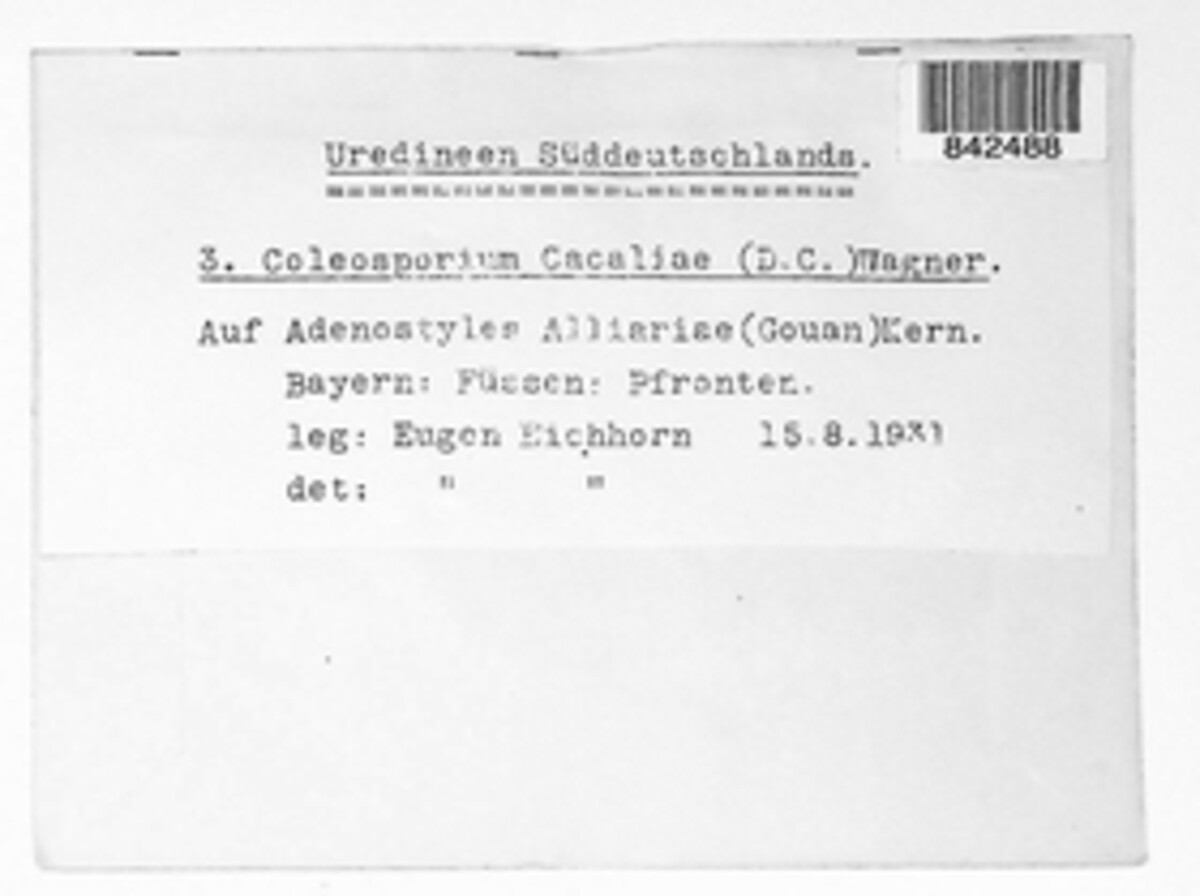 842488
Uredineen Süddeutschlands.
3. Coleosporium Cacaliae (D.C.)Wagner.
Auf Adenostyles Alliariae(Gouan)Kern.
Bayern: Füssen: Pfronten.
leg: Eugen Eichhorn 15.8.1931
det: " "